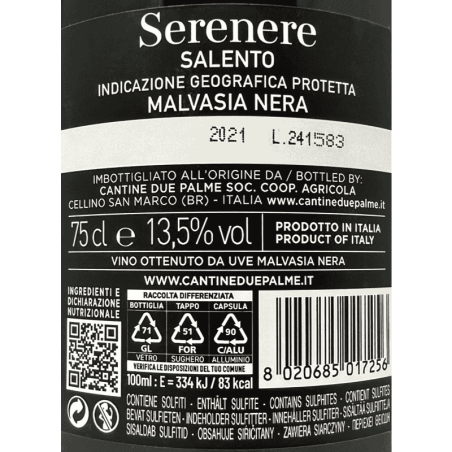 Serenere
SALENTO
INDICAZIONE GEOGRAFICA PROTETTA
MALVASIA NERA
2021 L.241583
IMBOTTIGLIATO ALL'ORIGINE DA / BOTTLED BY:
CANTINE DUE PALME SOC. COOP. AGRICOLA
CELLINO SAN MARCO (BR) - ITALIA www.cantineduepalme.it
75 cl e 13,5% vol
PRODOTTO IN ITALIA
PRODUCT OF ITALY
VINO OTTENUTO DA UVE MALVASIA NERA
WWW.CANTINEDUEPALME.IT
INGREDIENTI E
DICHIARAZIONE
NUTRIZIONALE
RACCOLTA DIFFERENZIATA
BOTTIGLIA TAPPO CAPSULA
71 51 90
GL FOR C/ALU
VETRO SUGHERO ALLUMINIO
VERIFICA LE DISPOSIZIONI DEL TUO COMUNE
100ml : E = 334 kJ / 83 kcal
8 020685 017256
CONTIENE SOLFITI - ENTHÄLT SULFITE - CONTAINS SULPHITES - CONTIENT
BEVAT SULFIETEN - INDEHOLDER SULFITTER - INNEHÅLLER SULFITER - SISÄLTÄÄ SULFIITTEJA
SISALDAB SULFITID - OBSAHUJE SIRIČITANY - ZAWIERA SIARCZYNY - ΠΕΡΙΕΧΕΙ